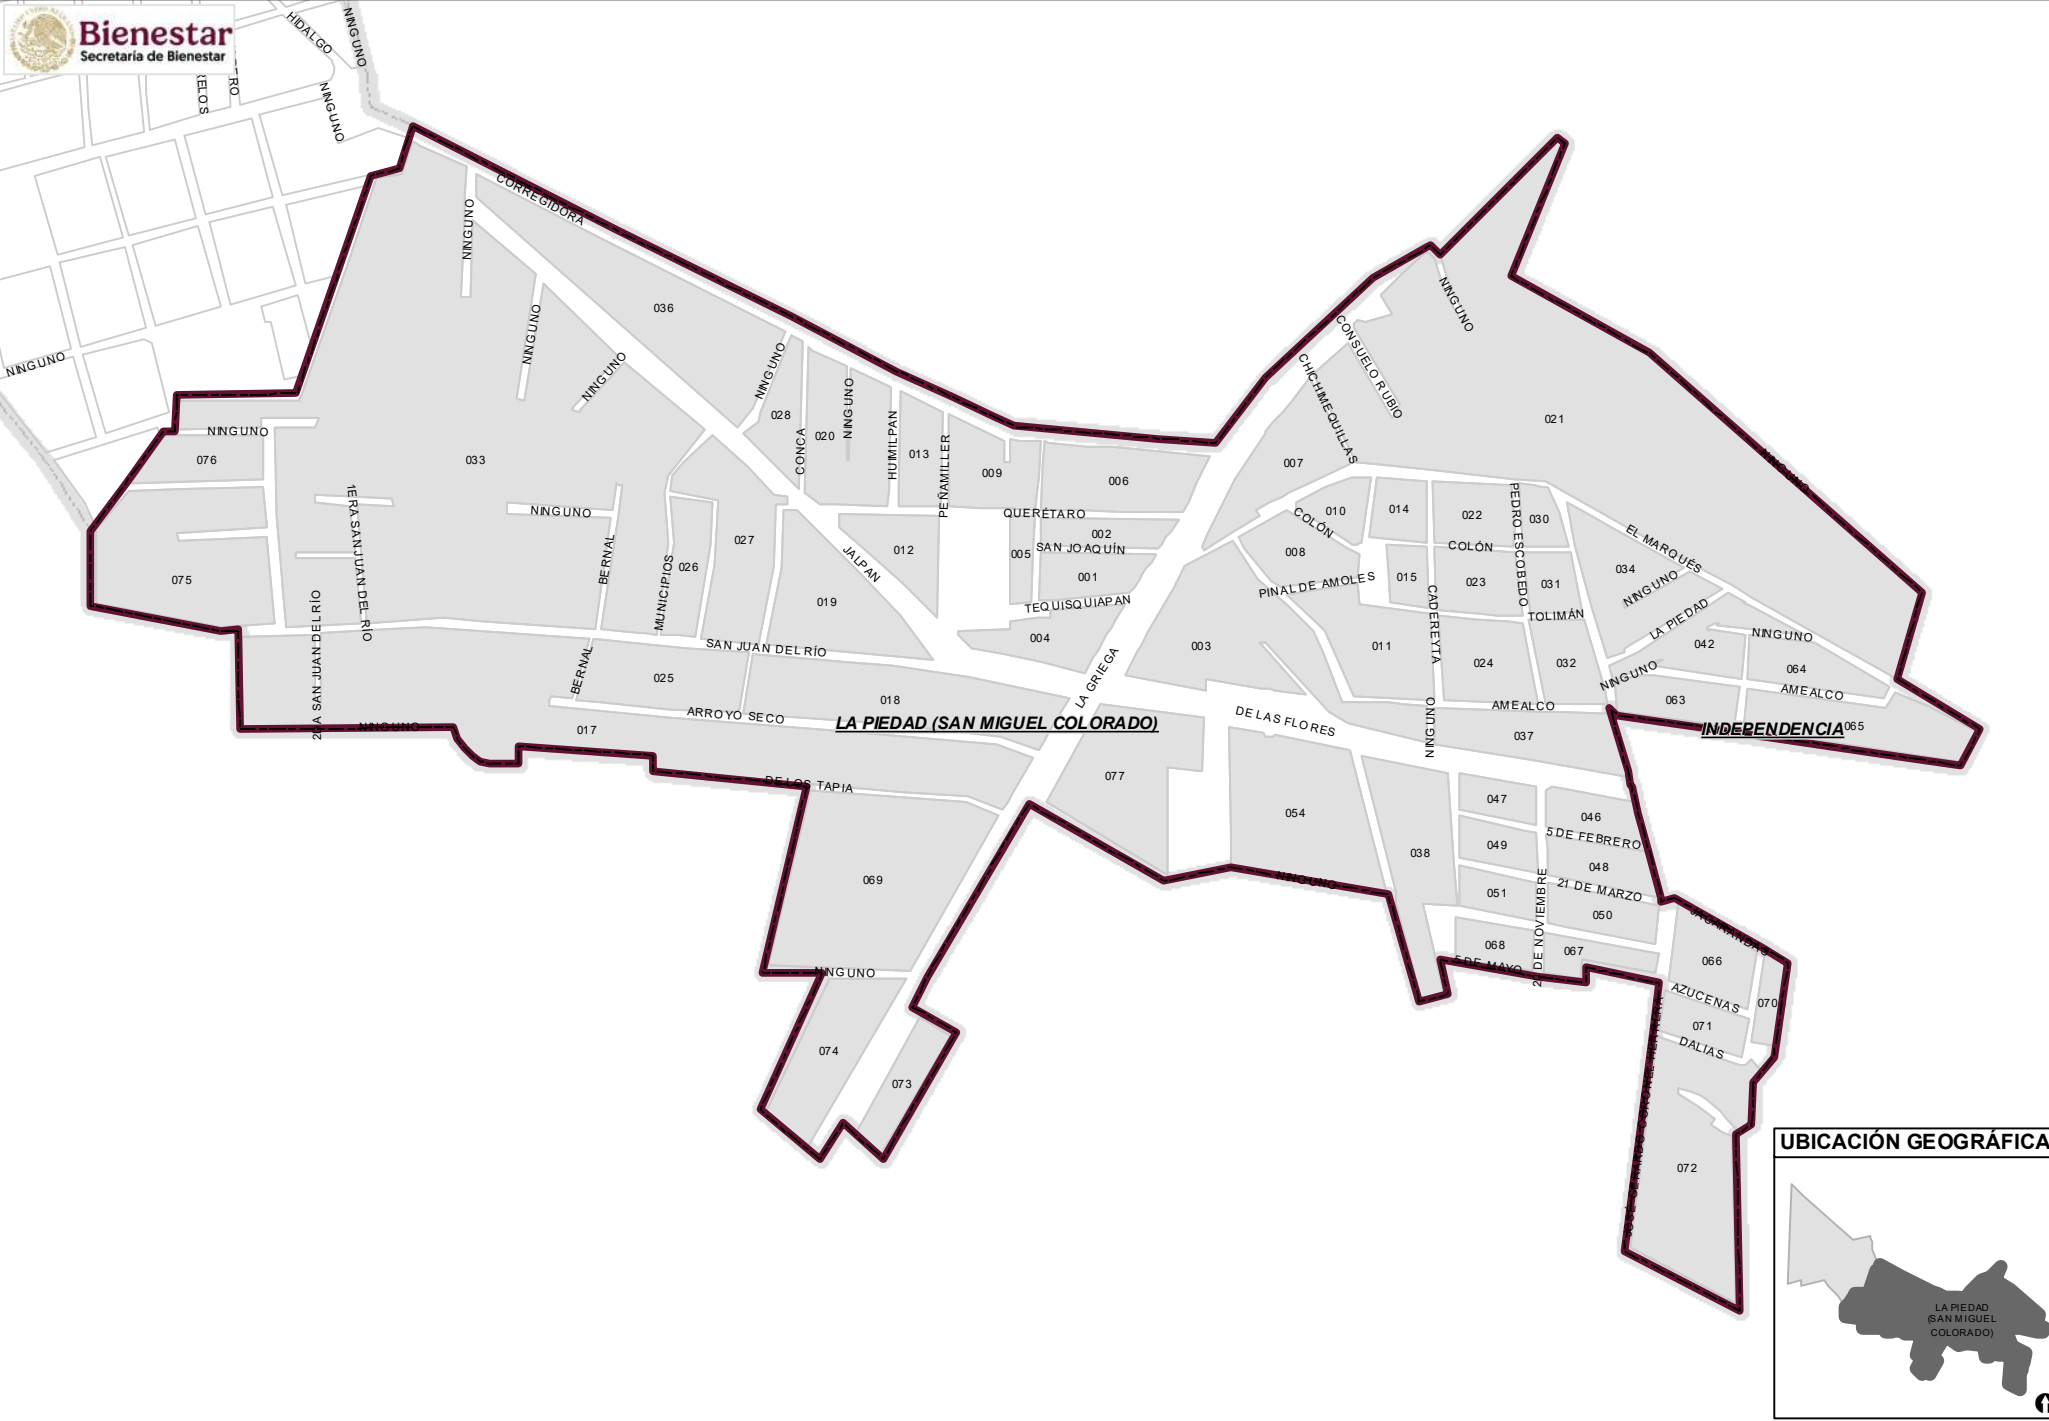 Bienestar
Secretaría de Bienestar
HIDALGO
NINGUNO
NINGUNO
NINGUNO
CORREGIDORA
NINGUNO
NINGUNO
NINGUNO
036
NINGUNO
028
CONCA
020
NINGUNO
HUIMILPAN
013
PEÑAMILLER
009
006
QUERÉTARO
002
SAN JOAQUÍN
005
001
TEQUISQUIAPAN
004
NINGUNO
076
033
075
1ERA SAN JUAN DEL RÍO
2DA SAN JUAN DEL RÍO
NINGUNO
BERNAL
BERNAL
MUNICIPIOS
026
027
019
JALPAN
012
SAN JUAN DEL RÍO
025
018
ARROYO SECO
017
NINGUNO
LA PIEDAD (SAN MIGUEL COLORADO)
DE LOS TAPIA
LA GRIEGA
069
NINGUNO
074
073
077
NINGUNO
CONSUELO RUBIO
CHICHIMEQUILLAS
021
NINGUNO
007
010
COLÓN
014
022
PEDRO ESCOBEDO
030
008
COLÓN
EL MARQUÉS
034
NINGUNO
PINAL DE AMOLES
015
023
031
CADEREYTA
TOLIMÁN
LA PIEDAD
003
011
024
032
042
NINGUNO
NINGUNO
064
063
AMEALCO
AMEALCO
065
INDEPENDENCIA
DE LAS FLORES
NINGUNO
037
054
NINGUNO
038
047
046
5 DE FEBRERO
049
048
051
21 DE MARZO
050
068
067
5 DE MAYO
JACARANDAS
066
AZUCENAS
070
071
DALIAS
JOSÉ GERARDO CORONEL HERRERA
072
UBICACIÓN GEOGRÁFICA
LA PIEDAD
(SAN MIGUEL
COLORADO)